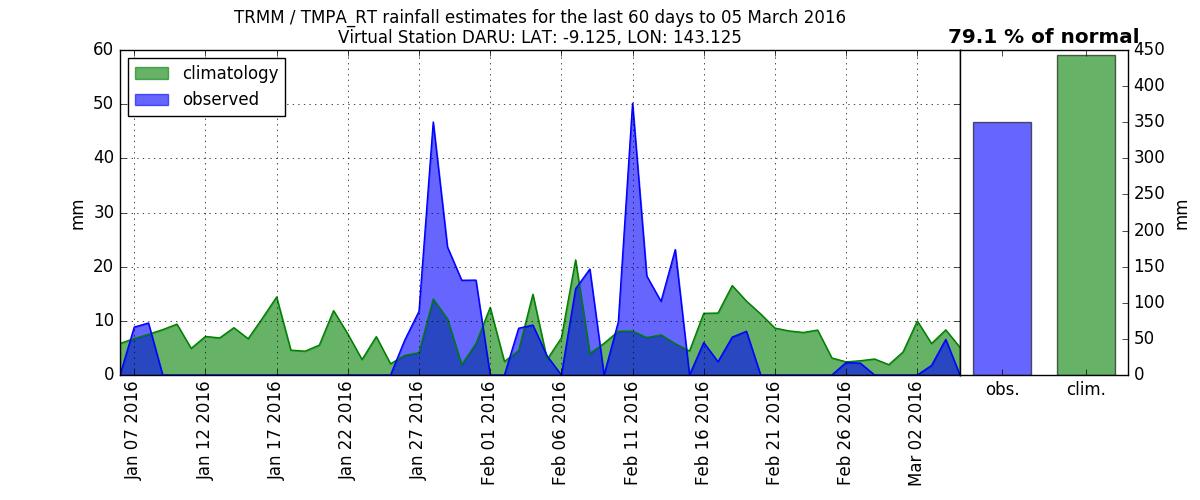 TRMM / TMPA_RT rainfall estimates for the last 60 days to 05 March 2016
Virtual Station DARU: LAT: -9.125, LON: 143.125
79.1 % of normal
climatology
observed
60
50
40
30
20
10
0
mm
Jan 07 2016
Jan 12 2016
Jan 17 2016
Jan 22 2016
Jan 27 2016
Feb 01 2016
Feb 06 2016
Feb 11 2016
Feb 16 2016
Feb 21 2016
Feb 26 2016
Mar 02 2016
obs.
clim.
450
400
350
300
250
200
150
100
50
0
mm